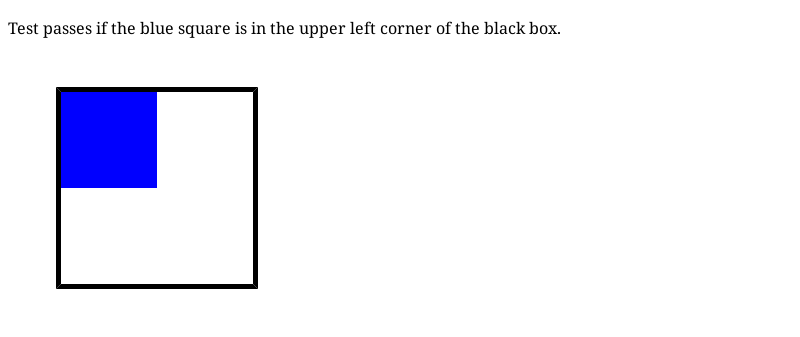 Test passes if the blue square is in the upper left corner of the black box.